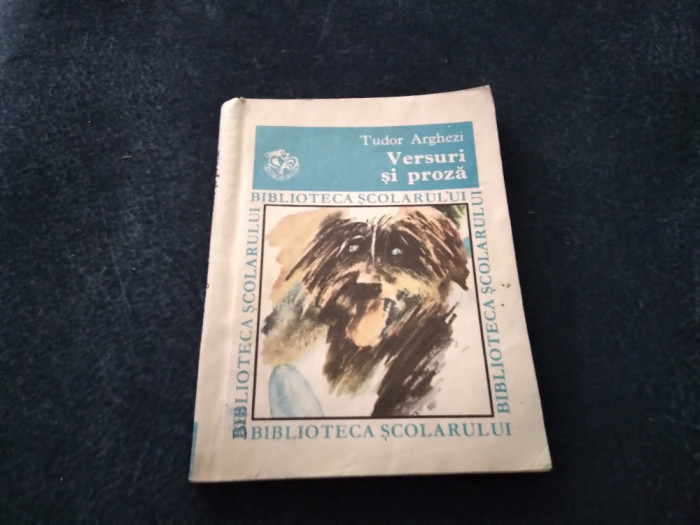 Tudor Arghezi
Versuri
și proză
BIBLIOTECA ȘCOLARULUI
BIBLIOTECA ȘCOLARULUI
BIBLIOTECA ȘCOLARULUI
BIBLIOTECA ȘCOLARULUI